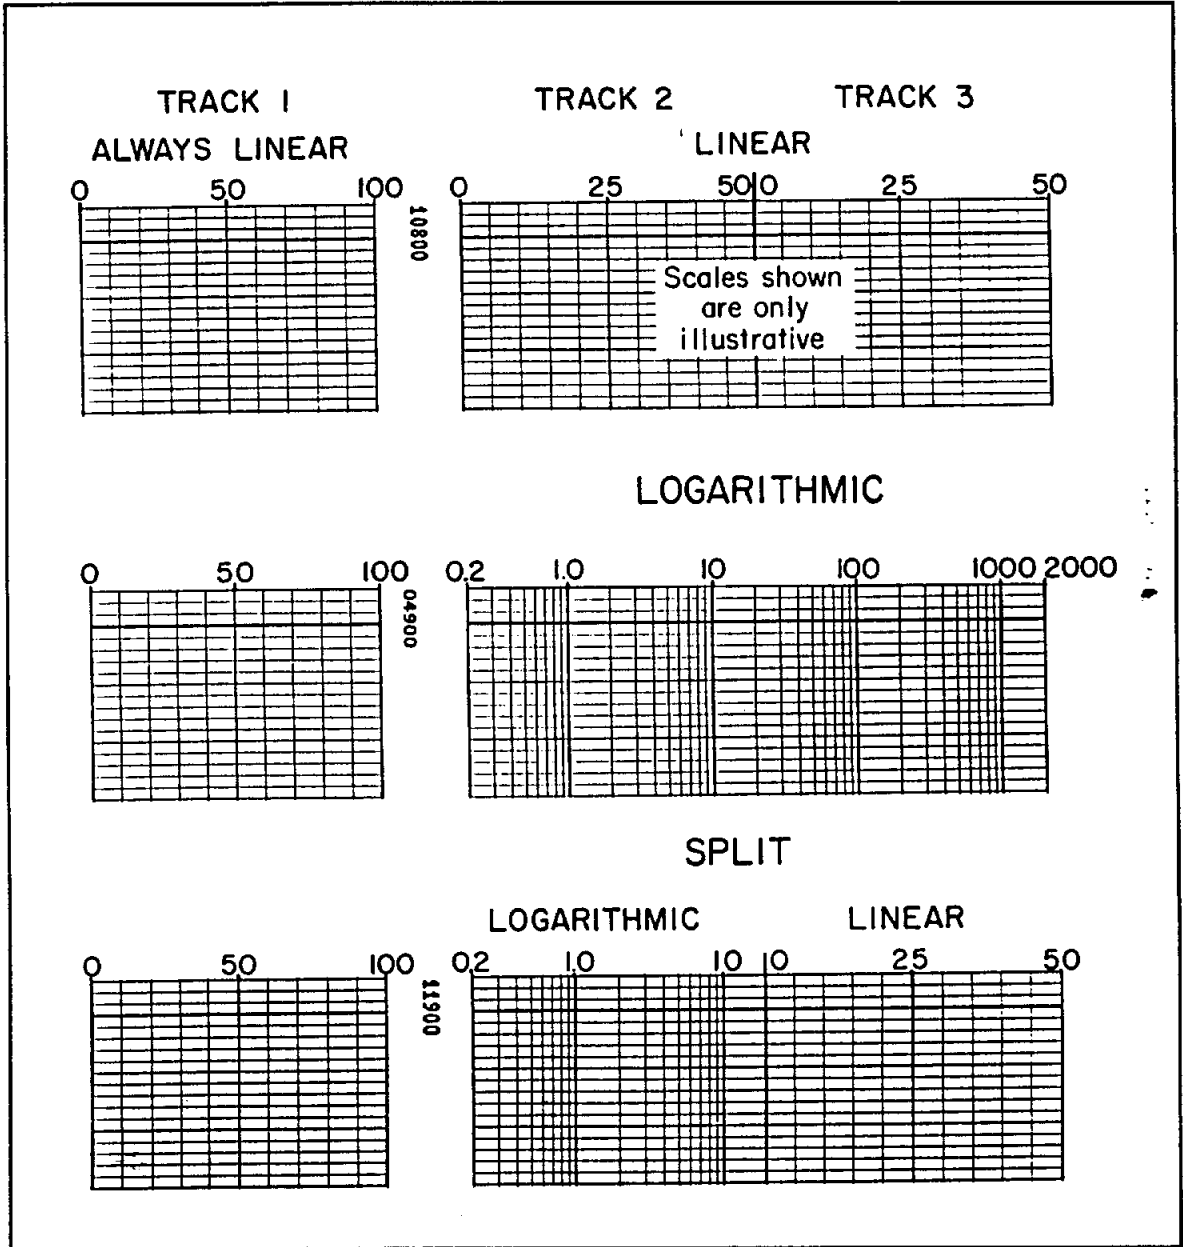 TRACK 1 TRACK 2 TRACK 3
ALWAYS LINEAR LINEAR
0 50 100 0 25 50 0 25 50
10800
Scales shown
are only
illustrative
LOGARITHMIC
0 50 100 0.2 1.0 10 100 1000 2000
04900
SPLIT
LOGARITHMIC LINEAR
0 50 100 0.2 1.0 10 10 25 50
11900